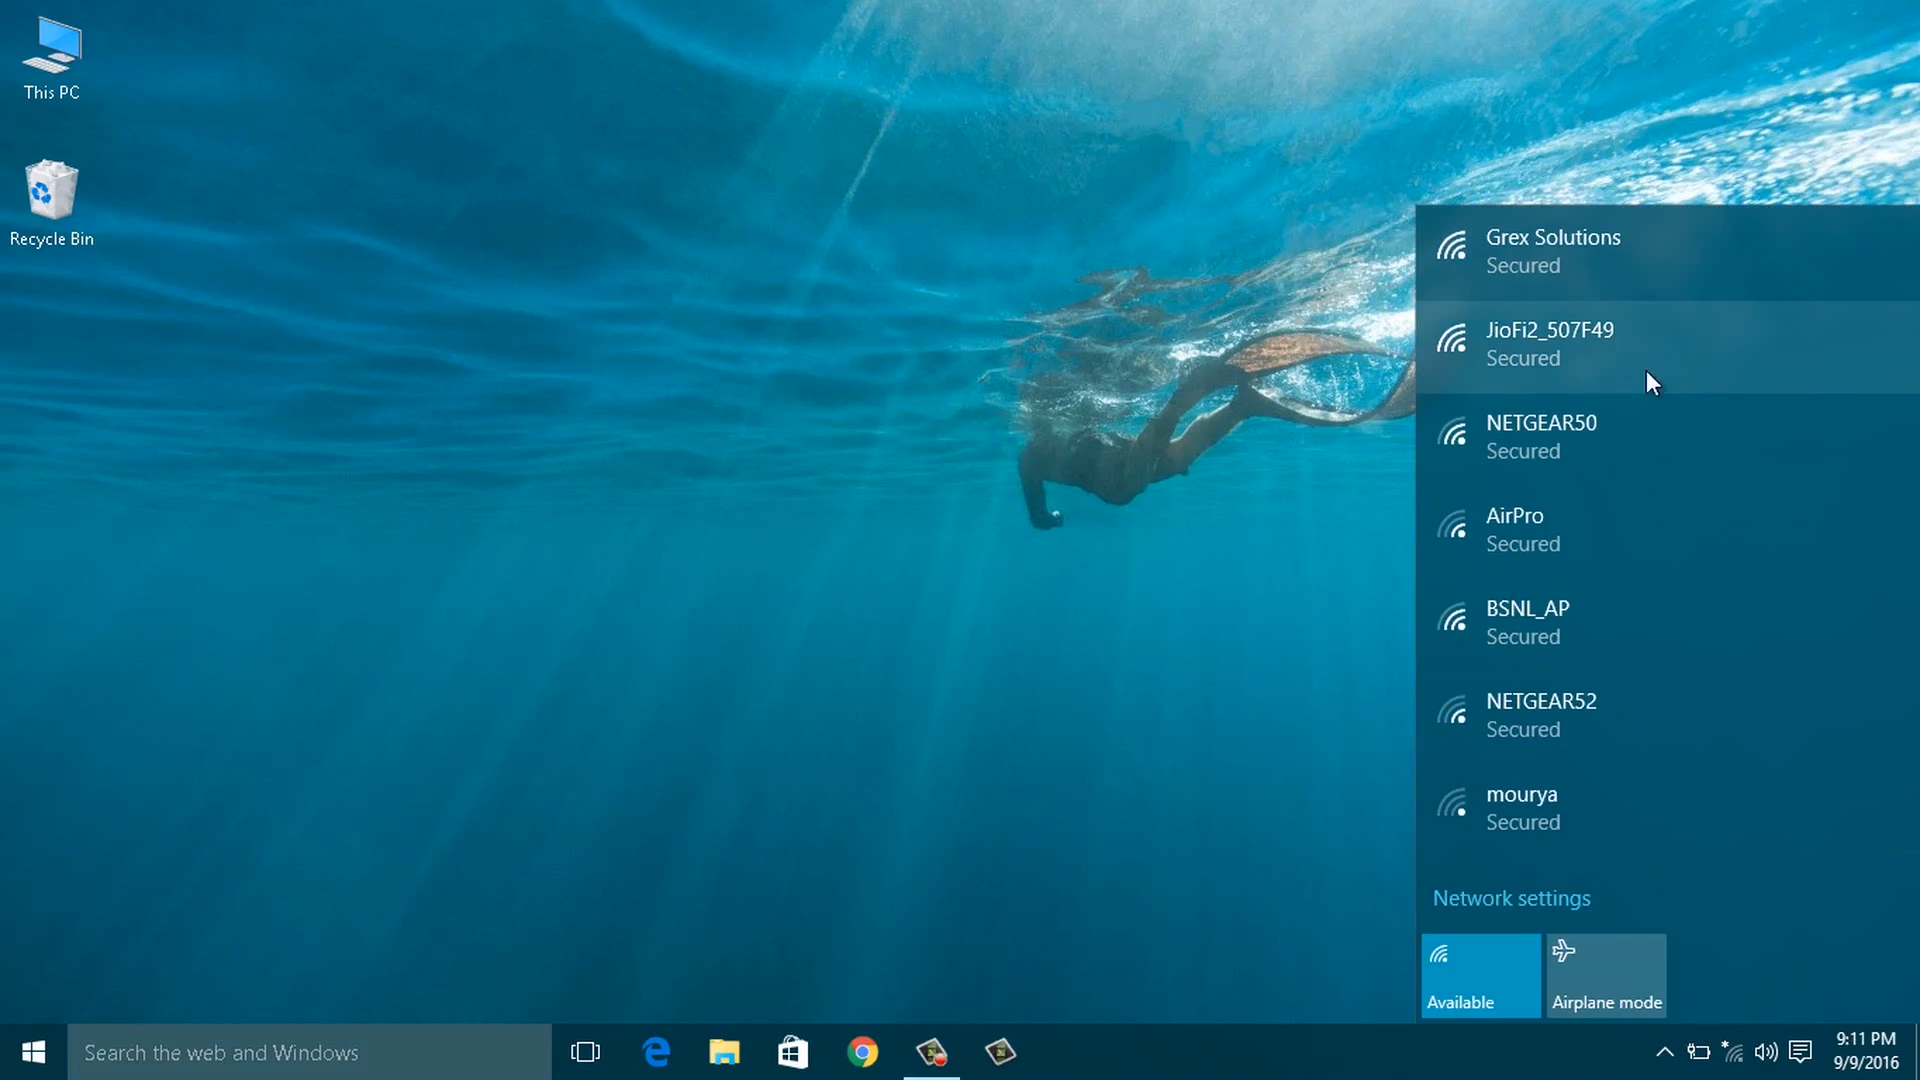 This PC
Recycle Bin
Grex Solutions
Secured
JioFi2_507F49
Secured
NETGEAR50
Secured
AirPro
Secured
BSNL_AP
Secured
NETGEAR52
Secured
mourya
Secured
Network settings
Available
Airplane mode
Search the web and Windows
9:11 PM
9/9/2016